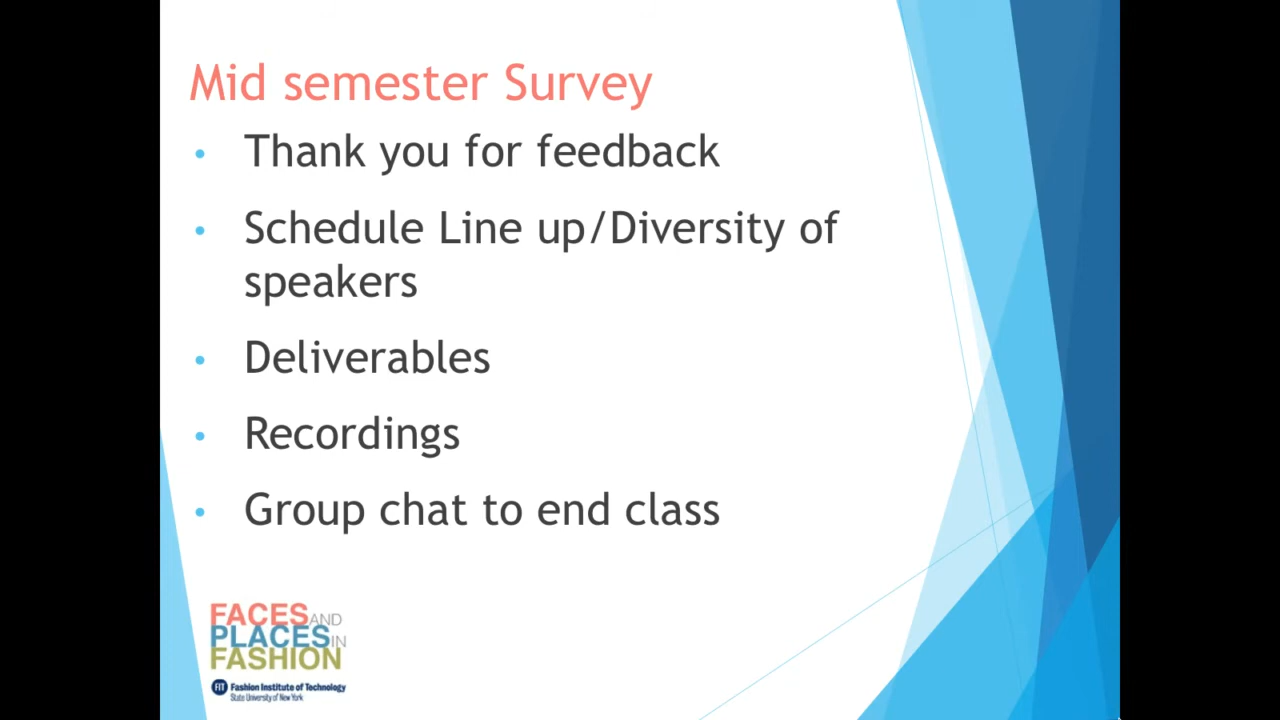 Mid semester Survey
• Thank you for feedback
• Schedule Line up/Diversity of
speakers
• Deliverables
• Recordings
• Group chat to end class
FACES AND
PLACES IN
FASHION
FIT Fashion Institute of Technology
State University of New York